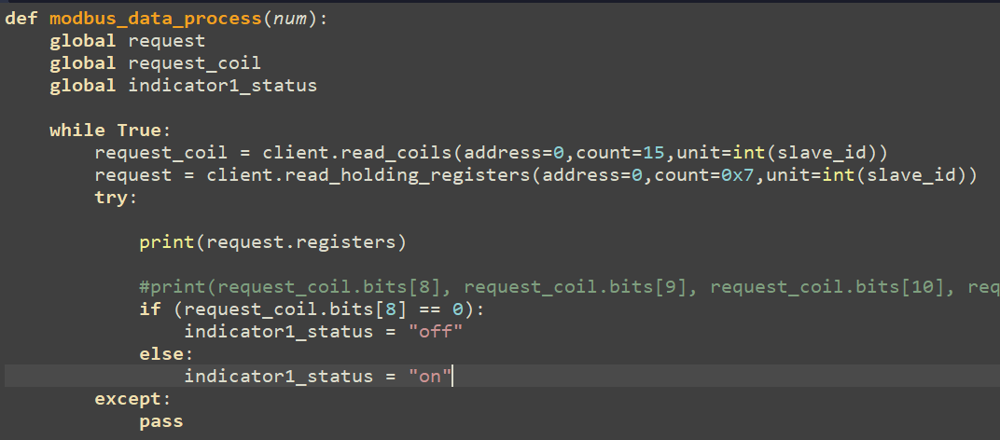 def modbus_data_process(num):
    global request
    global request_coil
    global indicator1_status
    while True:
        request_coil = client.read_coils(address=0,count=15,unit=int(slave_id))
        request = client.read_holding_registers(address=0,count=0x7,unit=int(slave_id))
        try:
            print(request.registers)
            #print(request_coil.bits[8], request_coil.bits[9], request_coil.bits[10], req
            if (request_coil.bits[8] == 0):
                indicator1_status = "off"
            else:
                indicator1_status = "on"
        except:
            pass